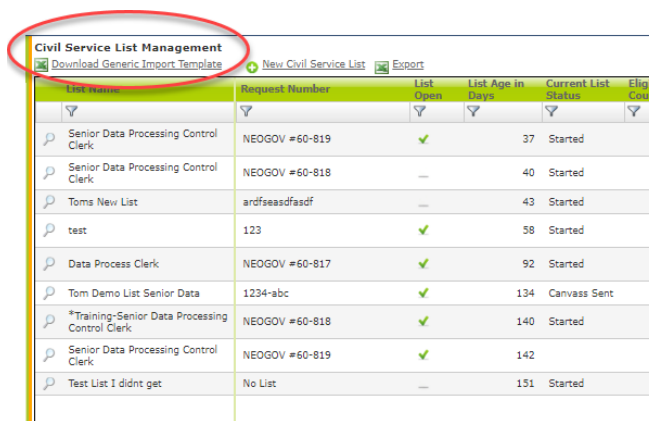 Civil Service List Management
Download Generic Import Template New Civil Service List Export
List Name Request Number List Open List Age in Days Current List Status Elig Cou
Senior Data Processing Control Clerk NEOGOV #60-819 37 Started
Senior Data Processing Control Clerk NEOGOV #60-818 40 Started
Toms New List ardfseasdfasdf 43 Started
test 123 58 Started
Data Process Clerk NEOGOV #60-817 92 Started
Tom Demo List Senior Data 1234-abc 134 Canvass Sent
*Training-Senior Data Processing Control Clerk NEOGOV #60-818 140 Started
Senior Data Processing Control Clerk NEOGOV #60-819 142
Test List I didnt get No List 151 Started